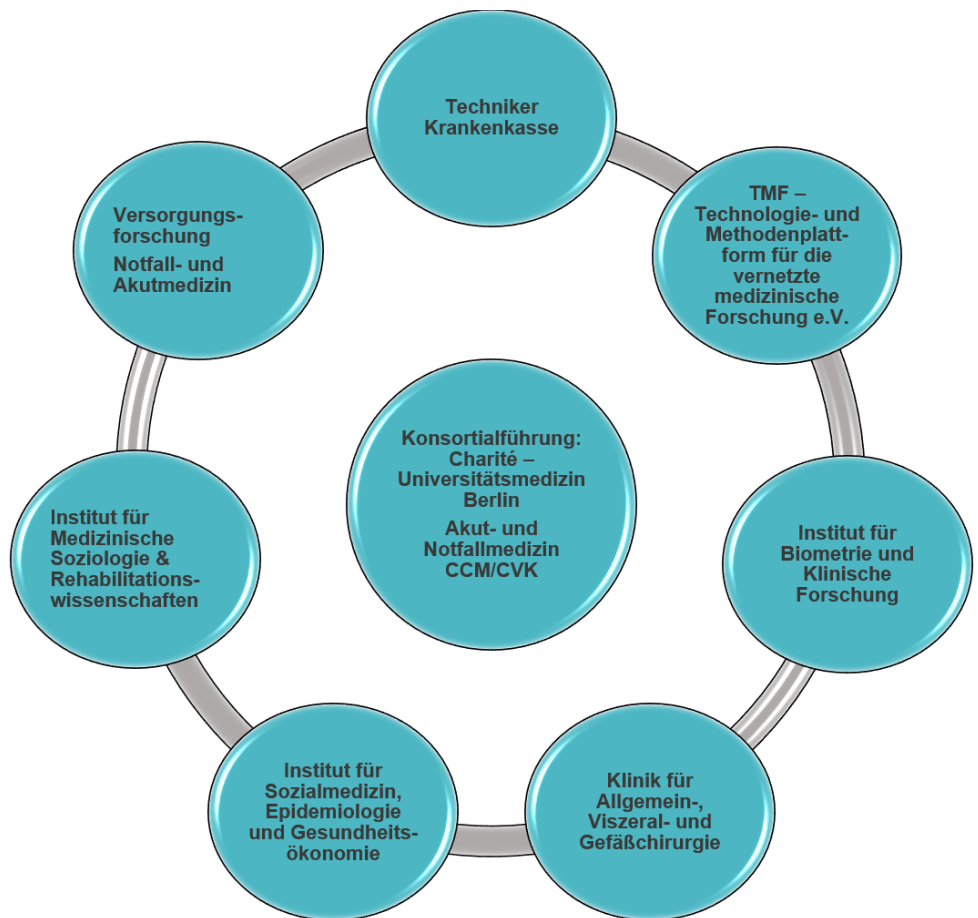 Techniker
Krankenkasse
TMF –
Technologie- und
Methodenplatt-
form für die
vernetzte
medizinische
Forschung e.V.
Institut für
Biometrie und
Klinische
Forschung
Klinik für
Allgemein-,
Viszeral- und
Gefäßchirurgie
Institut für
Sozialmedizin,
Epidemiologie
und Gesundheits-
ökonomie
Institut für
Medizinische
Soziologie &
Rehabilitations-
wissenschaften
Versorgungs-
forschung
Notfall- und
Akutmedizin
Konsortialführung:
Charité –
Universitätsmedizin
Berlin
Akut- und
Notfallmedizin
CCM/CVK